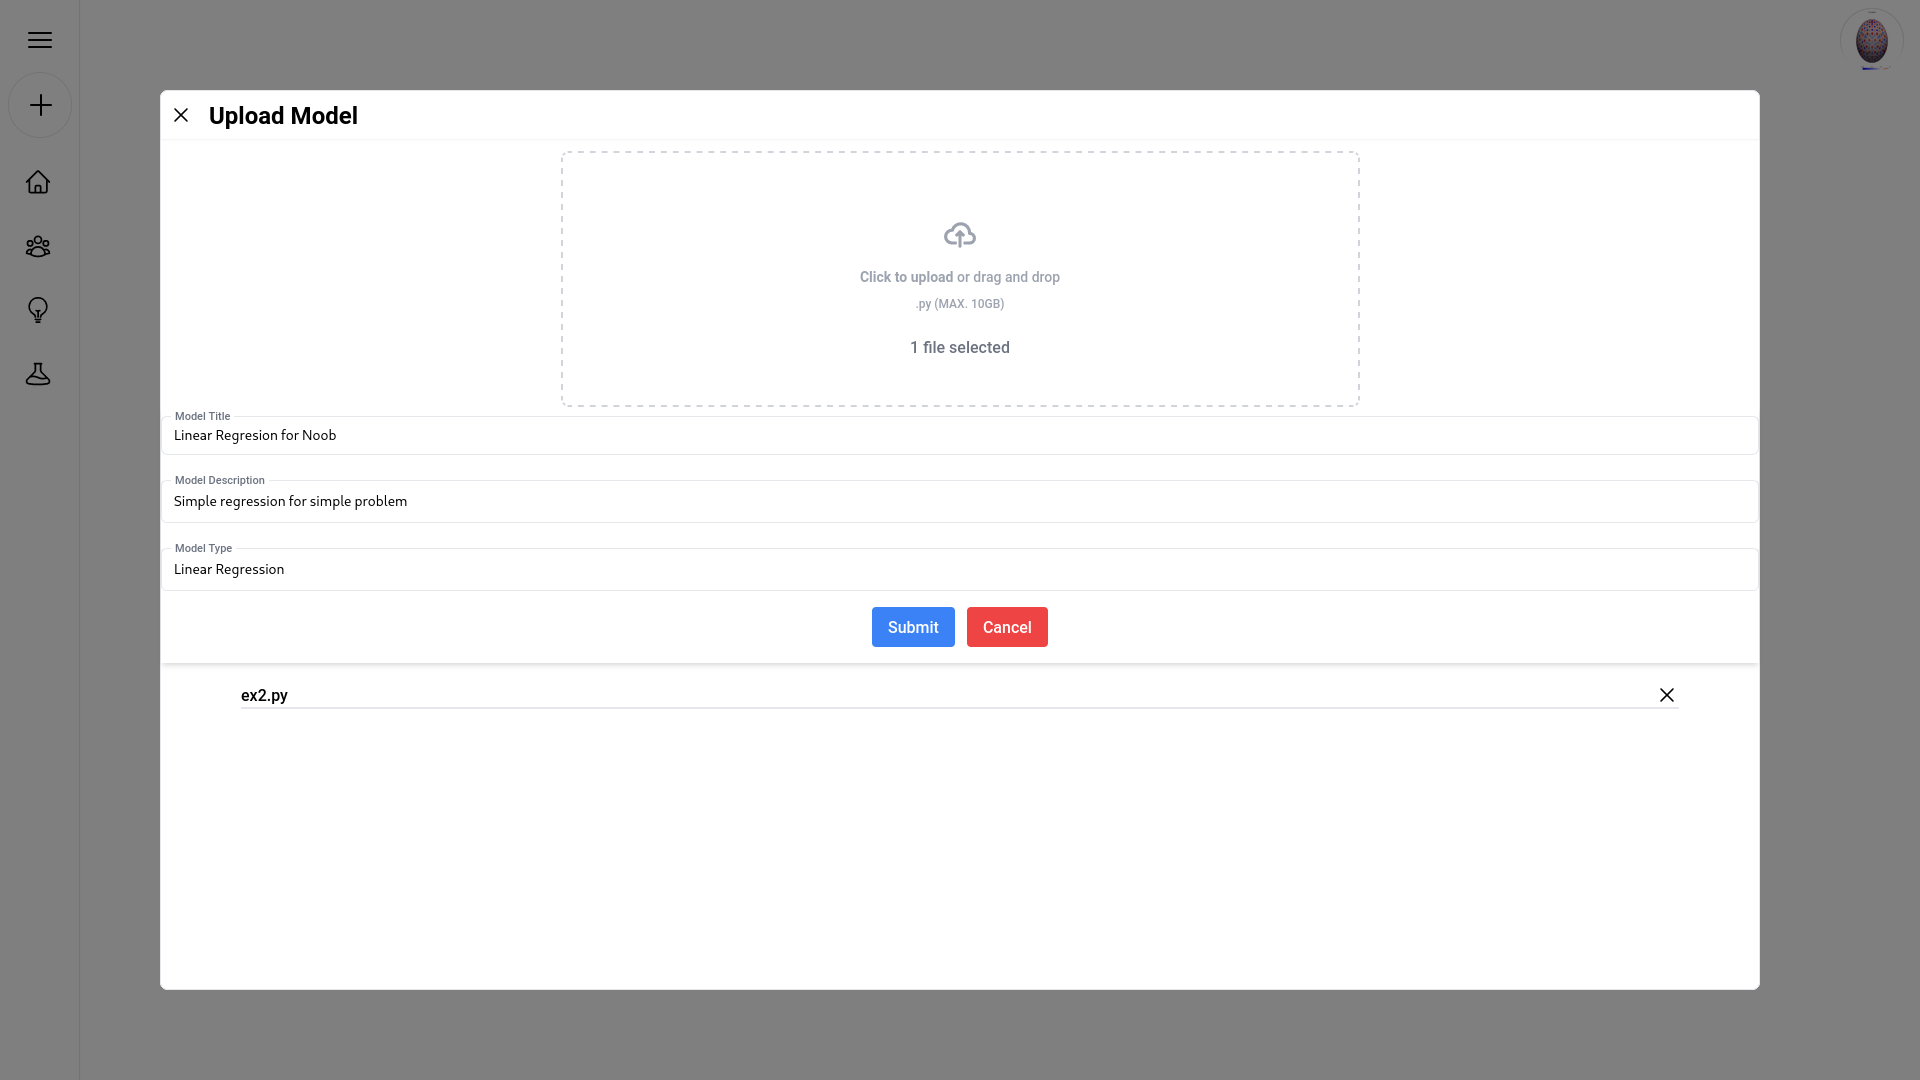 Upload Model
Click to upload or drag and drop
.py (MAX. 10GB)
1 file selected
Model Title
Linear Regresion for Noob
Model Description
Simple regression for simple problem
Model Type
Linear Regression
Submit Cancel
ex2.py